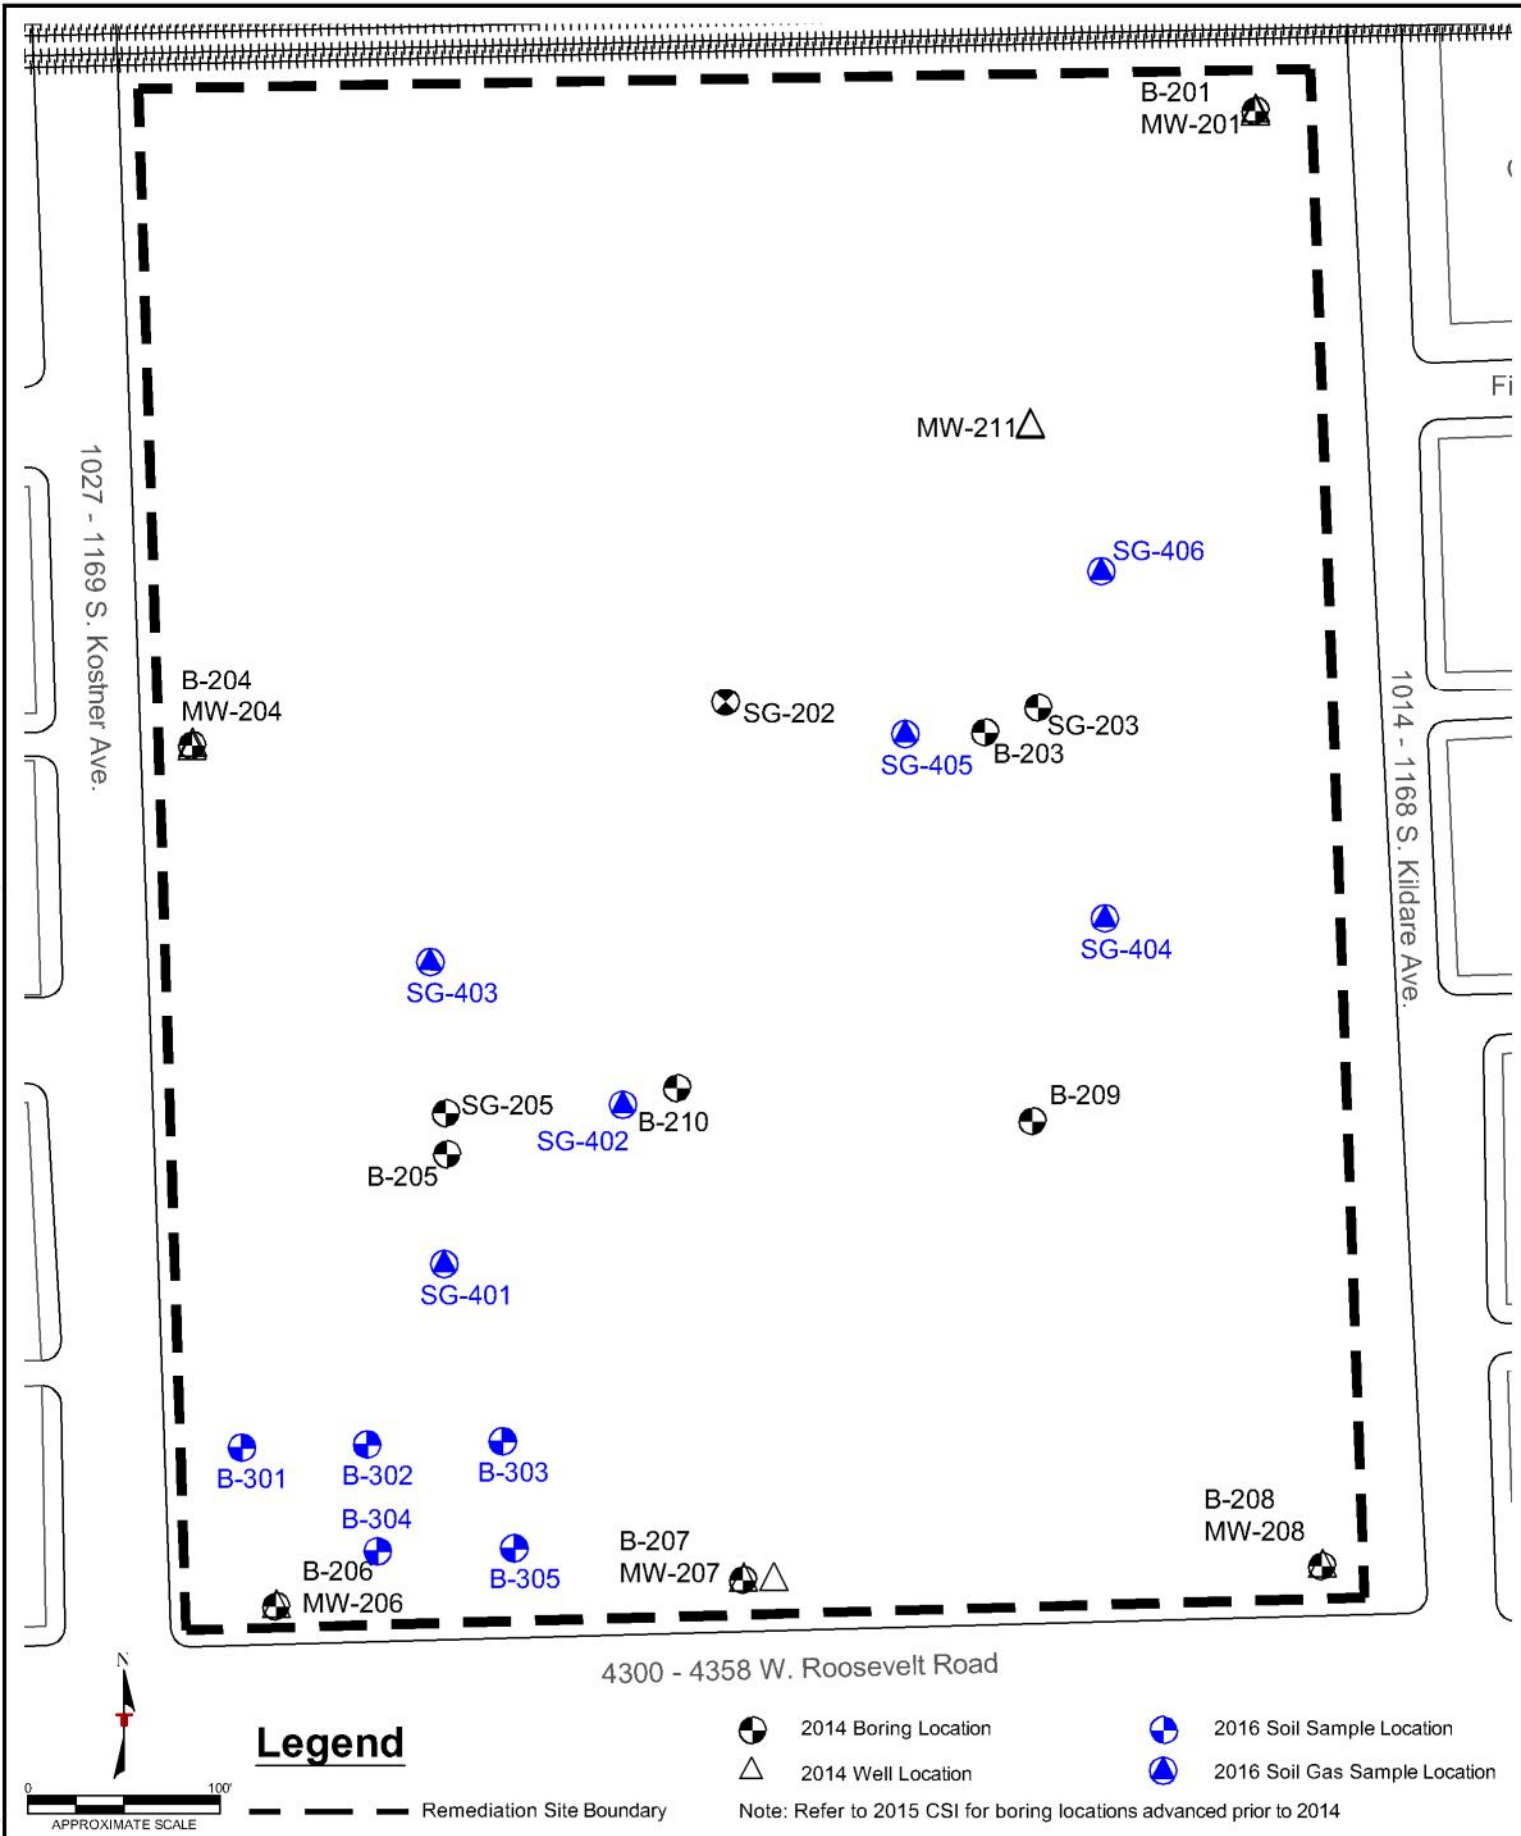 B-201
MW-201
MW-211
Fi
1027 - 1169 S. Kostner Ave.
SG-406
B-204
MW-204
SG-202
SG-203
B-203
SG-405
1014 - 1168 S. Kildare Ave.
SG-404
SG-403
SG-205
B-210
B-209
SG-402
B-205
SG-401
B-301
B-302
B-303
B-304
B-305
B-206
MW-206
B-207
MW-207
B-208
MW-208
4300 - 4358 W. Roosevelt Road
N
Legend
0 100'
APPROXIMATE SCALE
Remediation Site Boundary
2014 Boring Location
2014 Well Location
2016 Soil Sample Location
2016 Soil Gas Sample Location
Note: Refer to 2015 CSI for boring locations advanced prior to 2014